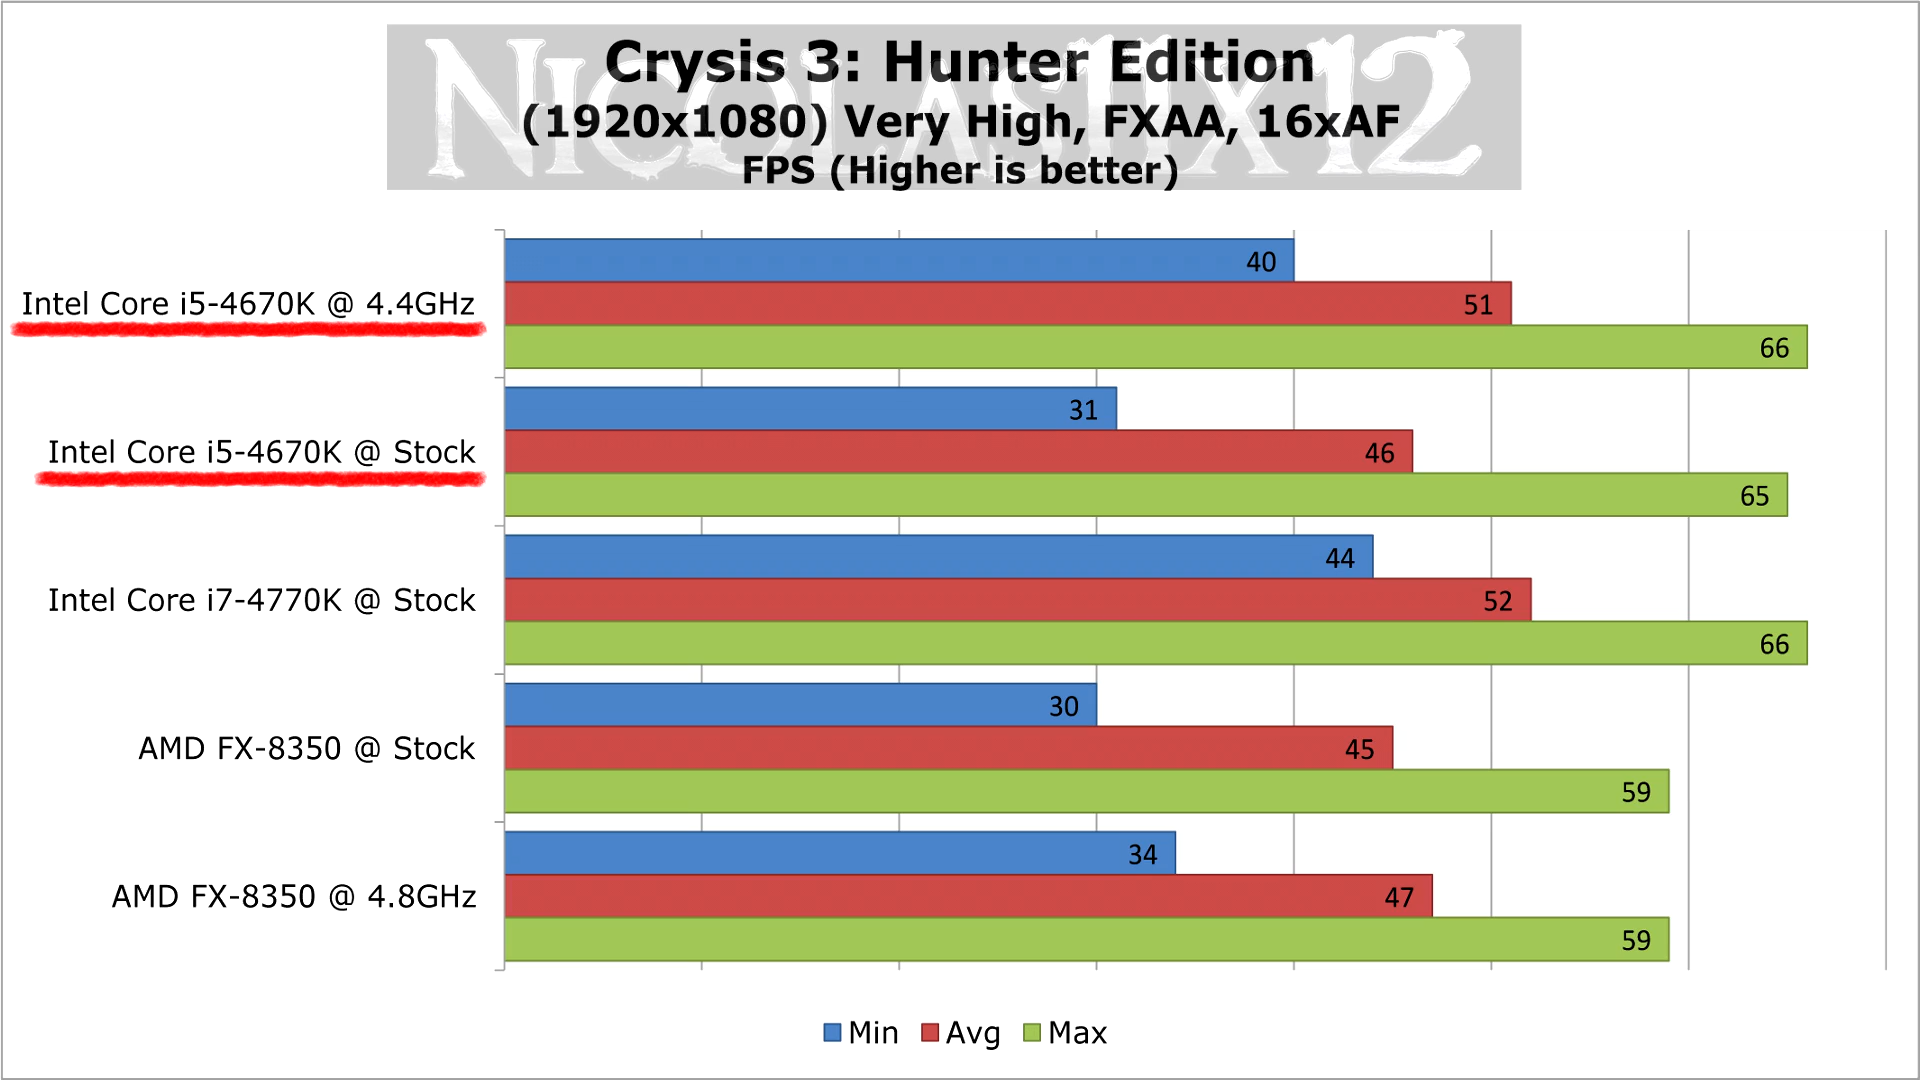 Nicolas11x12
Crysis 3: Hunter Edition
(1920x1080) Very High, FXAA, 16xAF
FPS (Higher is better)
40
Intel Core i5-4670K @ 4.4GHz
51
66
31
Intel Core i5-4670K @ Stock
46
65
44
Intel Core i7-4770K @ Stock
52
66
30
AMD FX-8350 @ Stock
45
59
34
AMD FX-8350 @ 4.8GHz
47
59
Min Avg Max